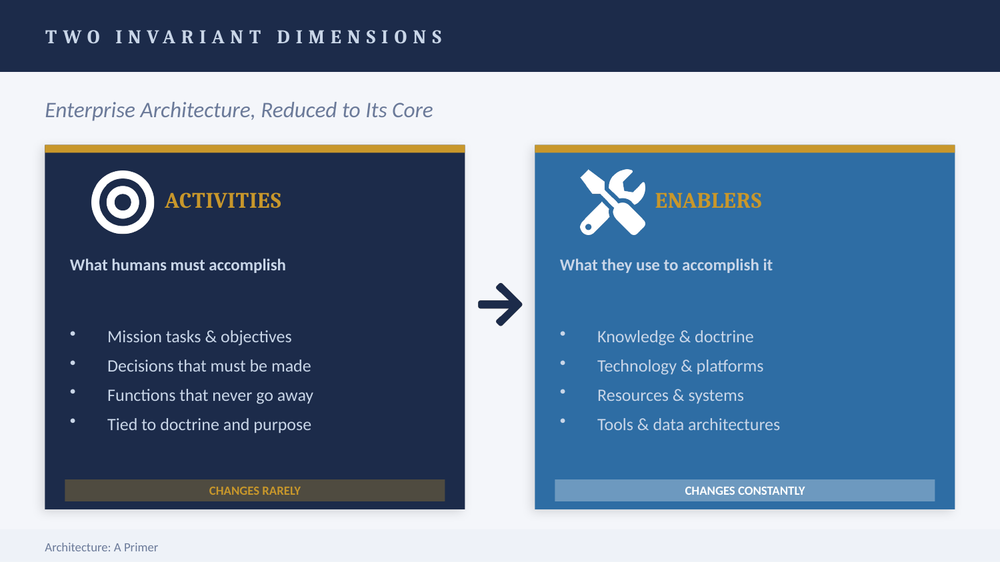 TWO INVARIANT DIMENSIONS
Enterprise Architecture, Reduced to Its Core
ACTIVITIES
What humans must accomplish
• Mission tasks & objectives
• Decisions that must be made
• Functions that never go away
• Tied to doctrine and purpose
CHANGES RARELY
ENABLERS
What they use to accomplish it
• Knowledge & doctrine
• Technology & platforms
• Resources & systems
• Tools & data architectures
CHANGES CONSTANTLY
Architecture: A Primer